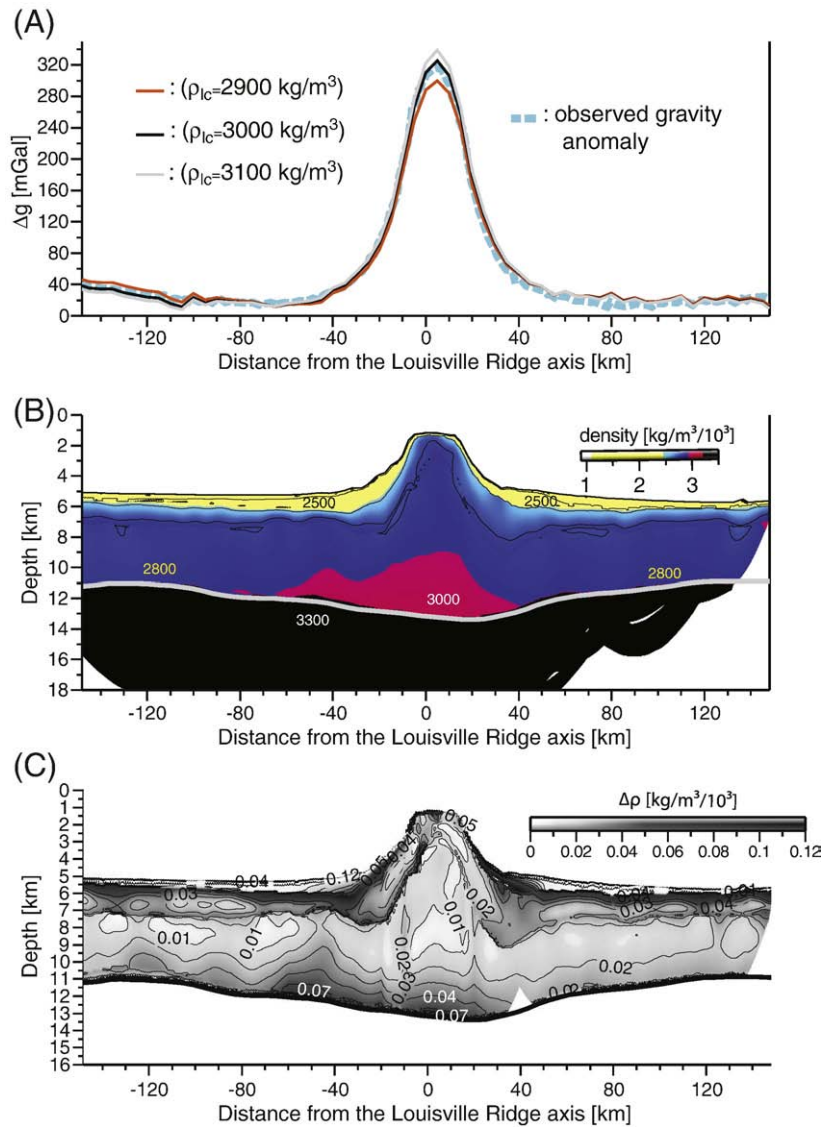 (A)
320
280
240
200
160
120
80
40
0
Δg [mGal]
: (ρlc=2900 kg/m³)
: (ρlc=3000 kg/m³)
: (ρlc=3100 kg/m³)
: observed gravity
anomaly
-120 -80 -40 0 40 80 120
Distance from the Louisville Ridge axis [km]
(B)
0
2
4
6
8
10
12
14
16
18
Depth [km]
density [kg/m³/10³]
1 2 3
2500 2500
2800 2800
3000
3300
-120 -80 -40 0 40 80 120
Distance from the Louisville Ridge axis [km]
(C)
0
1
2
3
4
5
6
7
8
9
10
11
12
13
14
15
16
Depth [km]
Δρ [kg/m³/10³]
0 0.02 0.04 0.06 0.08 0.1 0.12
0.05
0.04 0.12 0.05 0.04 0.04 0.01
0.03 0.02 0.03 0.04
0.01 0.01 0.01
0.02 0.02
0.03
0.07 0.04
0.07
-120 -80 -40 0 40 80 120
Distance from the Louisville Ridge axis [km]